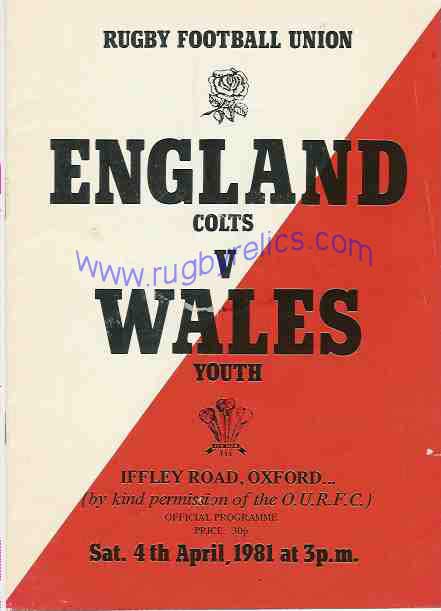 RUGBY FOOTBALL UNION
ENGLAND
COLTS
V
www.rugbyrelics.com
WALES
YOUTH
IFFLEY ROAD, OXFORD...
(by kind permission of the O.U.R.F.C.)
OFFICIAL PROGRAMME
PRICE 30p
Sat. 4th April, 1981 at 3p.m.